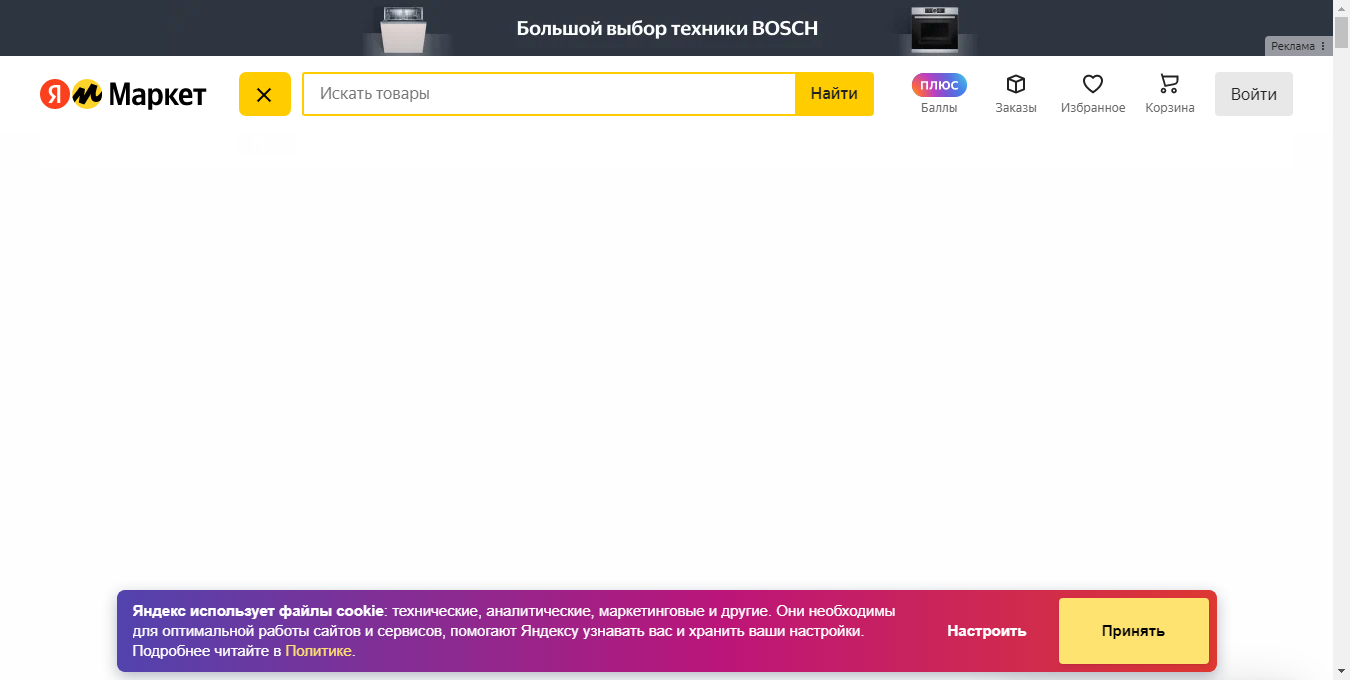 Большой выбор техники BOSCH
Реклама
Я Маркет
Искать товары
Найти
плюс
Баллы
Заказы
Избранное
Корзина
Войти
Яндекс использует файлы cookie: технические, аналитические, маркетинговые и другие. Они необходимы
для оптимальной работы сайтов и сервисов, помогают Яндексу узнавать вас и хранить ваши настройки.
Подробнее читайте в Политике.
Настроить
Принять